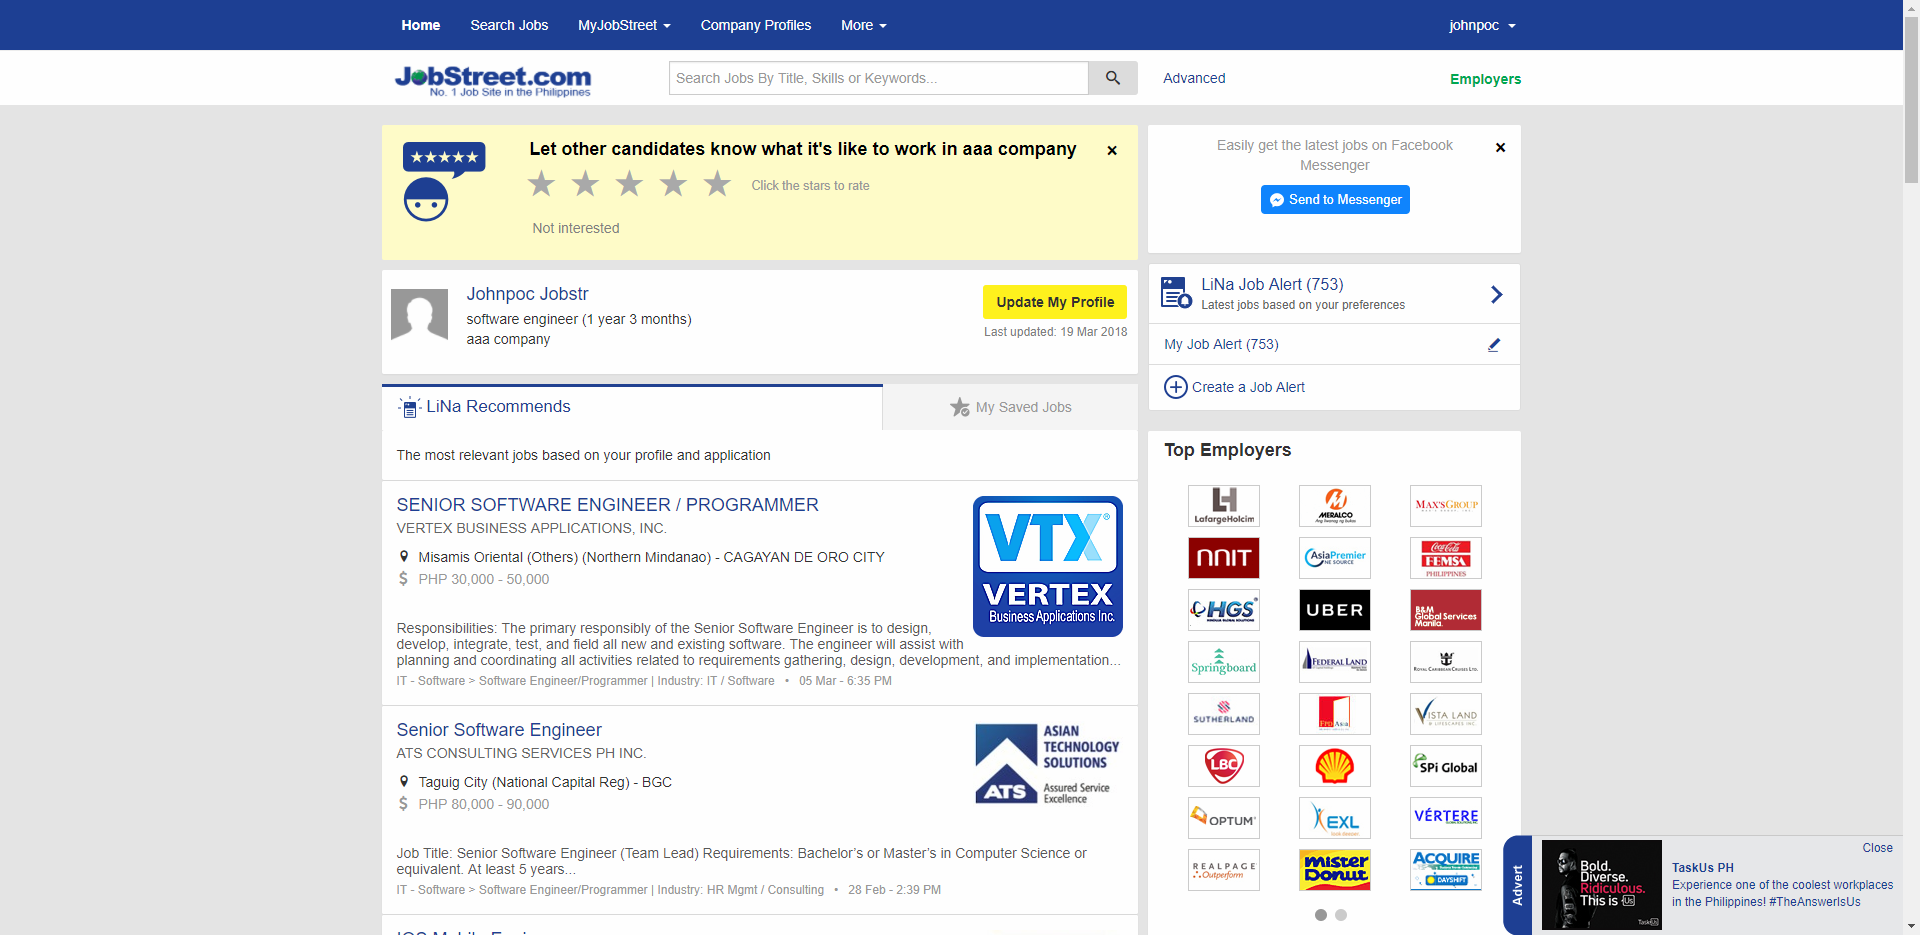 Home Search Jobs MyJobStreet Company Profiles More johnpoc
JobStreet.com
No. 1 Job Site in the Philippines
Search Jobs By Title, Skills or Keywords...
Advanced
Employers
Let other candidates know what it's like to work in aaa company
Click the stars to rate
Not interested
Easily get the latest jobs on Facebook
Messenger
Send to Messenger
Johnpoc Jobstr
software engineer (1 year 3 months)
aaa company
Update My Profile
Last updated: 19 Mar 2018
LiNa Job Alert (753)
Latest jobs based on your preferences
My Job Alert (753)
Create a Job Alert
LiNa Recommends
My Saved Jobs
The most relevant jobs based on your profile and application
SENIOR SOFTWARE ENGINEER / PROGRAMMER
VERTEX BUSINESS APPLICATIONS, INC.
Misamis Oriental (Others) (Northern Mindanao) - CAGAYAN DE ORO CITY
$ PHP 30,000 - 50,000
VTX®
VERTEX
Business Applications Inc.
Responsibilities: The primary responsibly of the Senior Software Engineer is to design,
develop, integrate, test, and field all new and existing software. The engineer will assist with
planning and coordinating all activities related to requirements gathering, design, development, and implementation...
IT - Software > Software Engineer/Programmer | Industry: IT / Software • 05 Mar - 6:35 PM
Senior Software Engineer
ATS CONSULTING SERVICES PH INC.
Taguig City (National Capital Reg) - BGC
$ PHP 80,000 - 90,000
ATS
ASIAN
TECHNOLOGY
SOLUTIONS
Assured Service
Excellence
Job Title: Senior Software Engineer (Team Lead) Requirements: Bachelor’s or Master’s in Computer Science or
equivalent. At least 5 years...
IT - Software > Software Engineer/Programmer | Industry: HR Mgmt / Consulting • 28 Feb - 2:39 PM
Top Employers
LafargeHolcim
MERALCO
MAX'S GROUP
NNIT
AsiaPremier
ONE SOURCE
Coca-Cola
FEMSA
PHILIPPINES
HGS
UBER
B&M
Global Services
Manila.
Springboard
FEDERAL LAND
ROYAL CARIBBEAN CRUISES LTD.
SUTHERLAND
FPD Asia
VISTA LAND
LBC
SPi Global
OPTUM
EXL
VÉRTERE
REALPAGE
Outperform
mister
Donut
ACQUIRE
DAYSHIFT
Advert
Close
Bold.
Diverse.
Ridiculous.
This is Us
TaskUs
TaskUs PH
Experience one of the coolest workplaces
in the Philippines! #TheAnswerIsUs